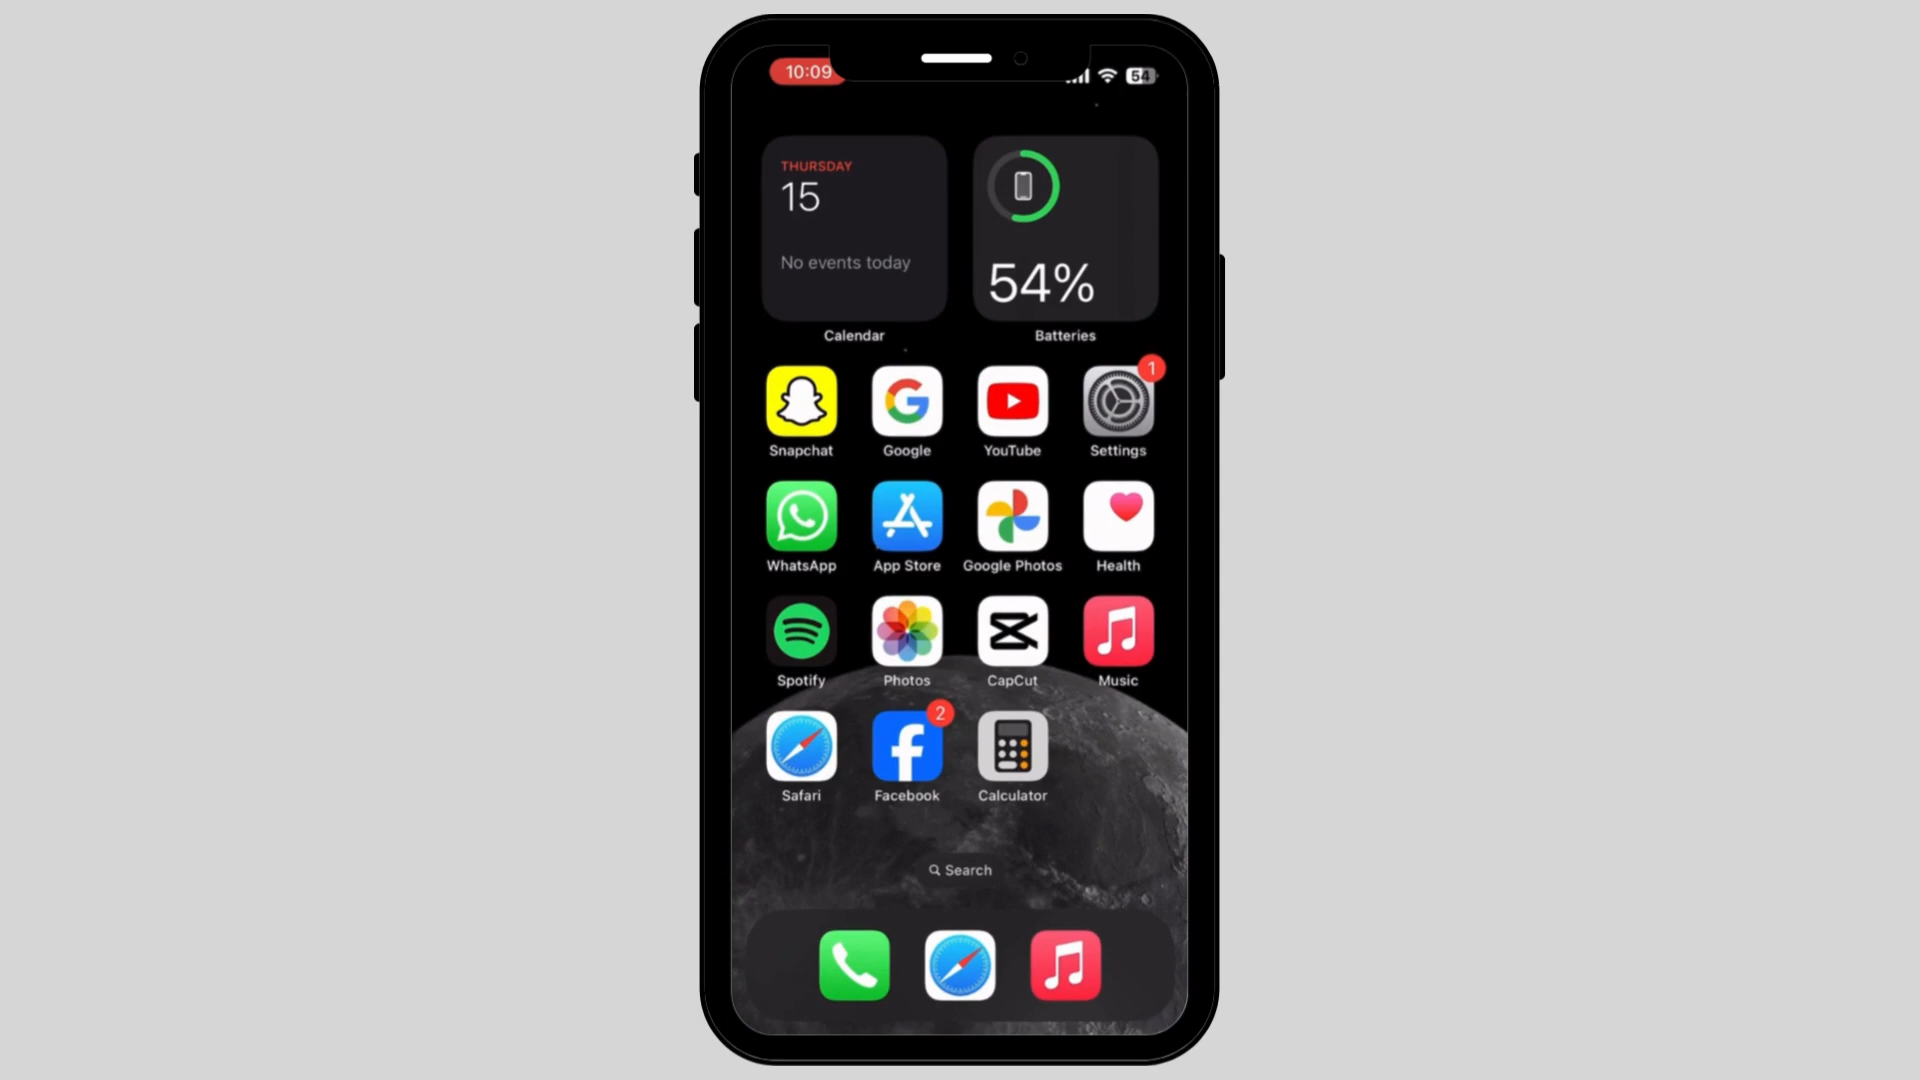 10:09
54
THURSDAY
15
No events today
54%
Calendar
Batteries
1
Snapchat
Google
YouTube
Settings
WhatsApp
App Store
Google Photos
Health
Spotify
Photos
CapCut
Music
2
Safari
Facebook
Calculator
Search